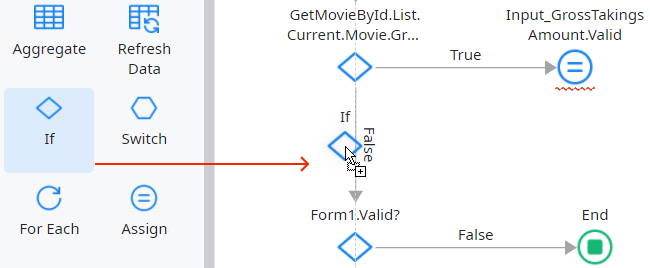 Aggregate
Refresh
Data
If
Switch
For Each
Assign
GetMovieById.List.
Current.Movie.Gr...
True
Input_GrossTakings
Amount.Valid
If
False
Form1.Valid?
False
End